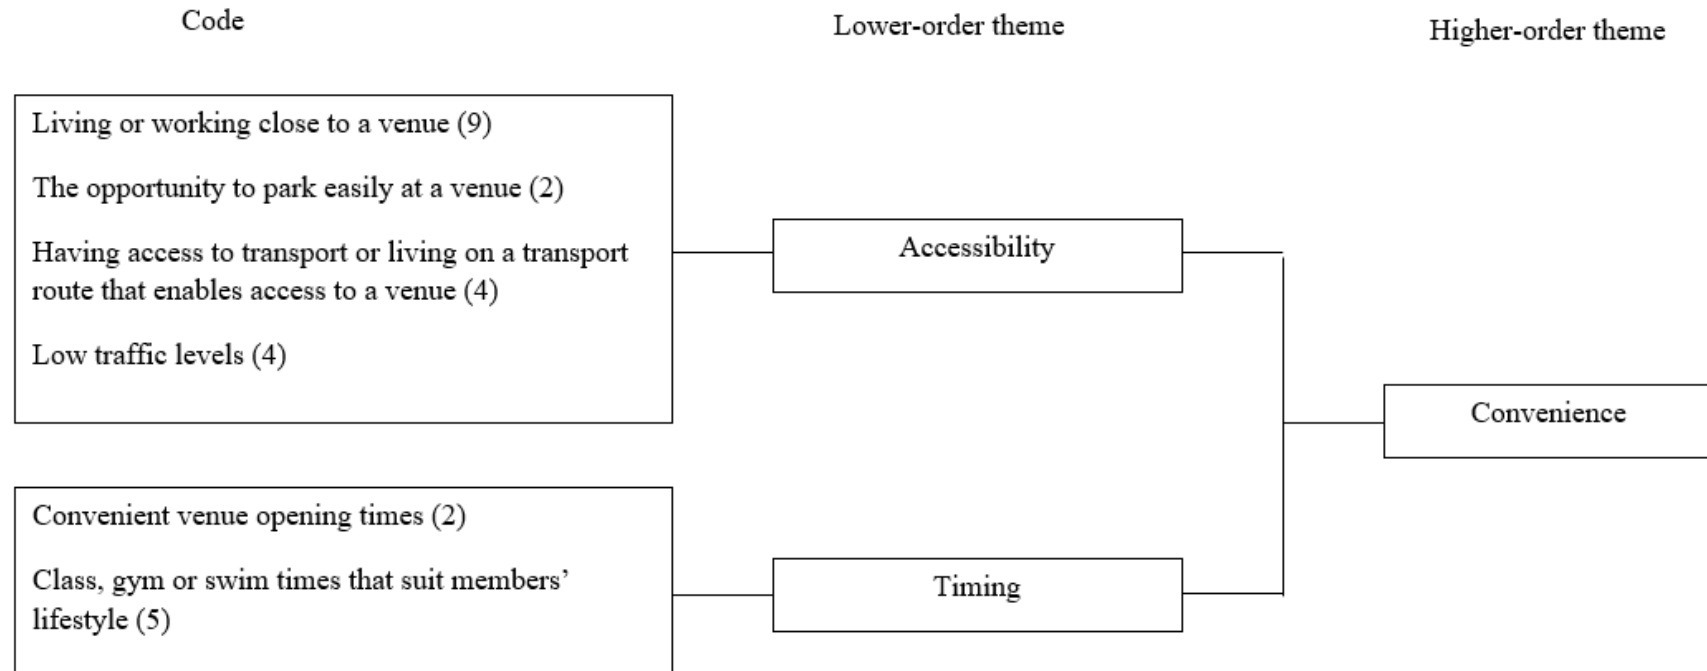 Code
Lower-order theme
Higher-order theme
Living or working close to a venue (9)
The opportunity to park easily at a venue (2)
Having access to transport or living on a transport
route that enables access to a venue (4)
Low traffic levels (4)
Accessibility
Convenience
Convenient venue opening times (2)
Class, gym or swim times that suit members’
lifestyle (5)
Timing